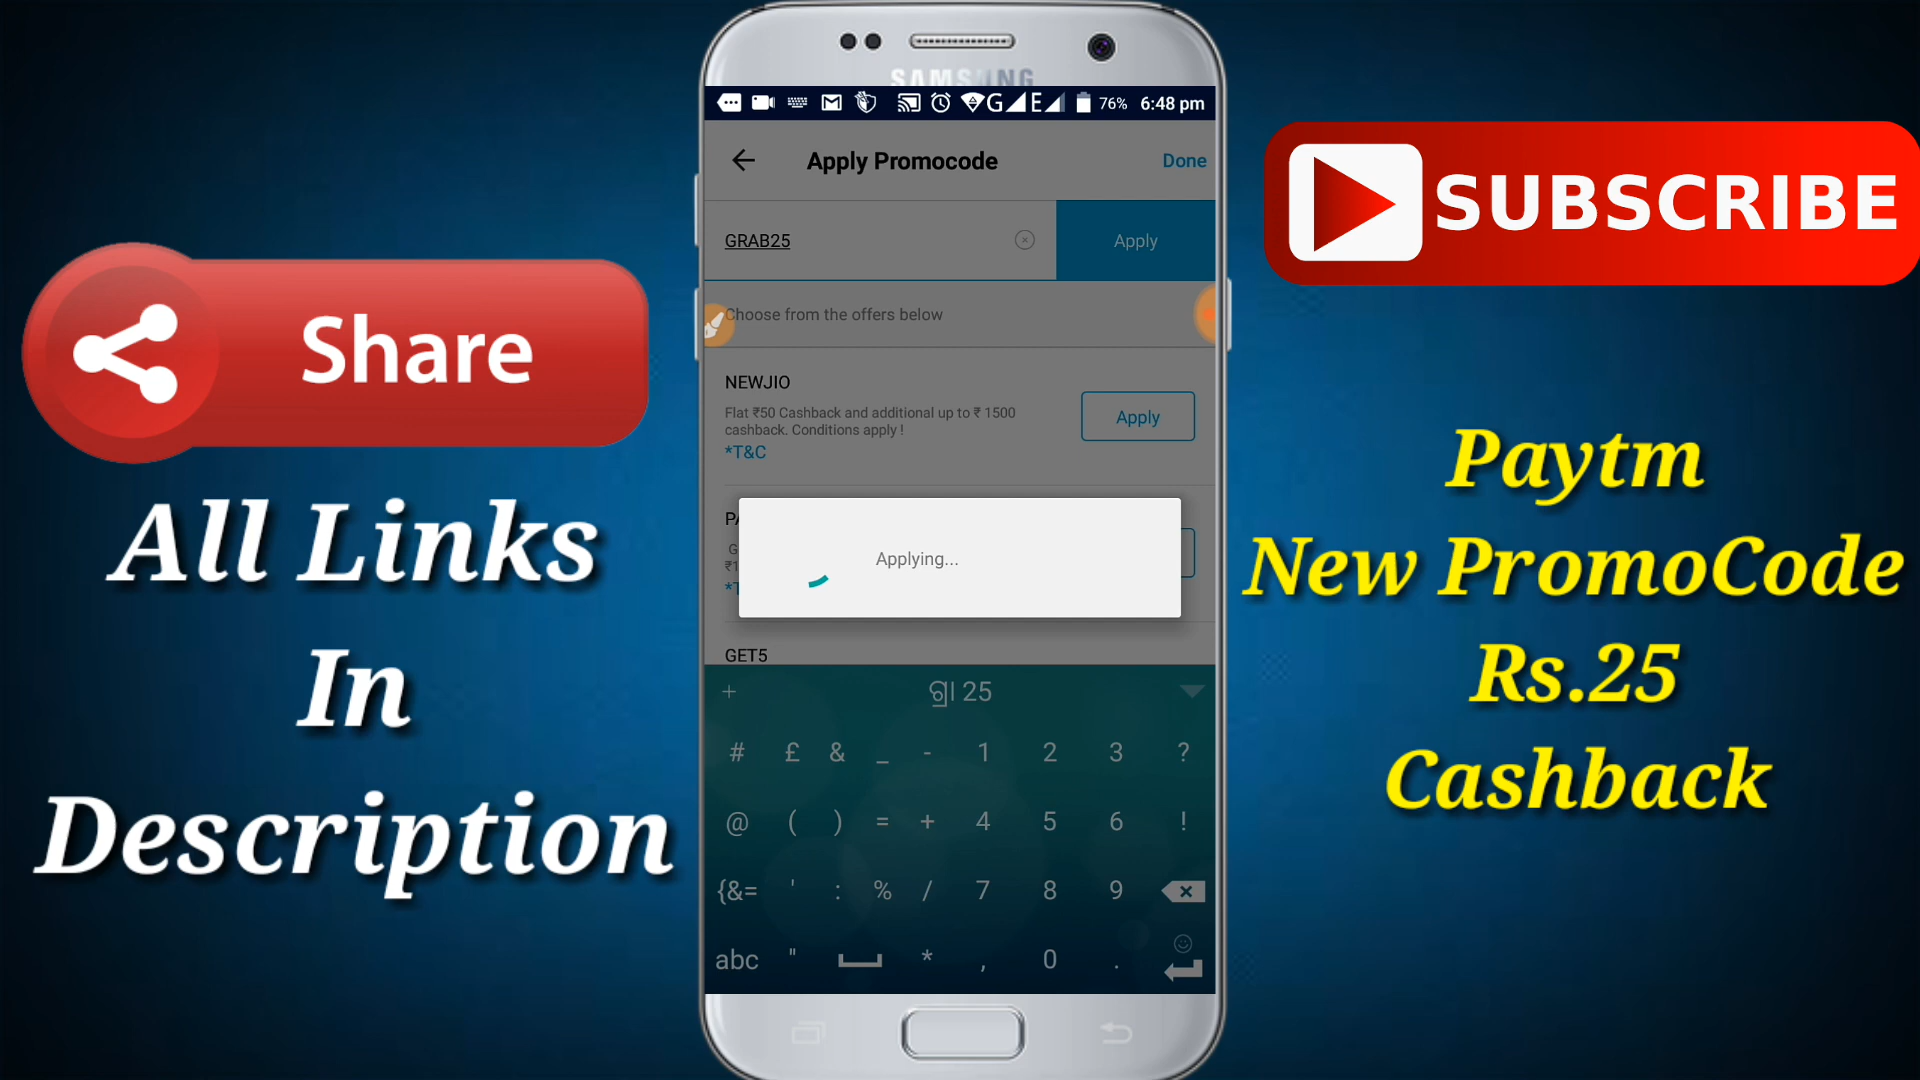 SAMSUNG
G E 76% 6:48 pm
Apply Promocode Done
GRAB25 Apply
Choose from the offers below
NEWJIO
Flat ₹50 Cashback and additional up to ₹ 1500
cashback. Conditions apply !
*T&C
Apply
Applying...
GET5
+ 25
# £ & _ - 1 2 3 ?
@ ( ) = + 4 5 6 !
{&= ' : % / 7 8 9
abc " * , 0 .
Share
All Links
In
Description
SUBSCRIBE
Paytm
New PromoCode
Rs.25
Cashback